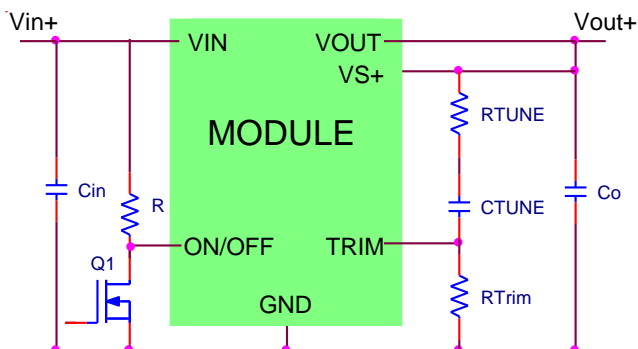 Vin+
Vout+
VIN
VOUT
VS+
RTUNE
MODULE
Cin
R
CTUNE
Co
ON/OFF
TRIM
Q1
RTrim
GND